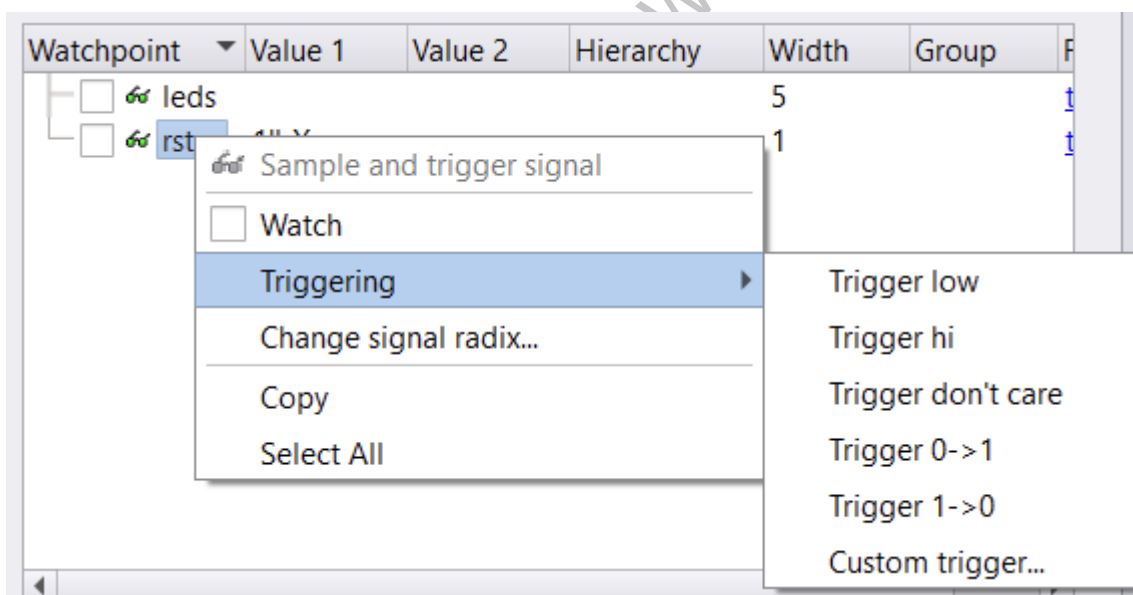 Watchpoint Value 1 Value 2 Hierarchy Width Group
leds 5 t
rst 1 t
Sample and trigger signal
Watch
Triggering
Change signal radix...
Copy
Select All
Trigger low
Trigger hi
Trigger don't care
Trigger 0->1
Trigger 1->0
Custom trigger...